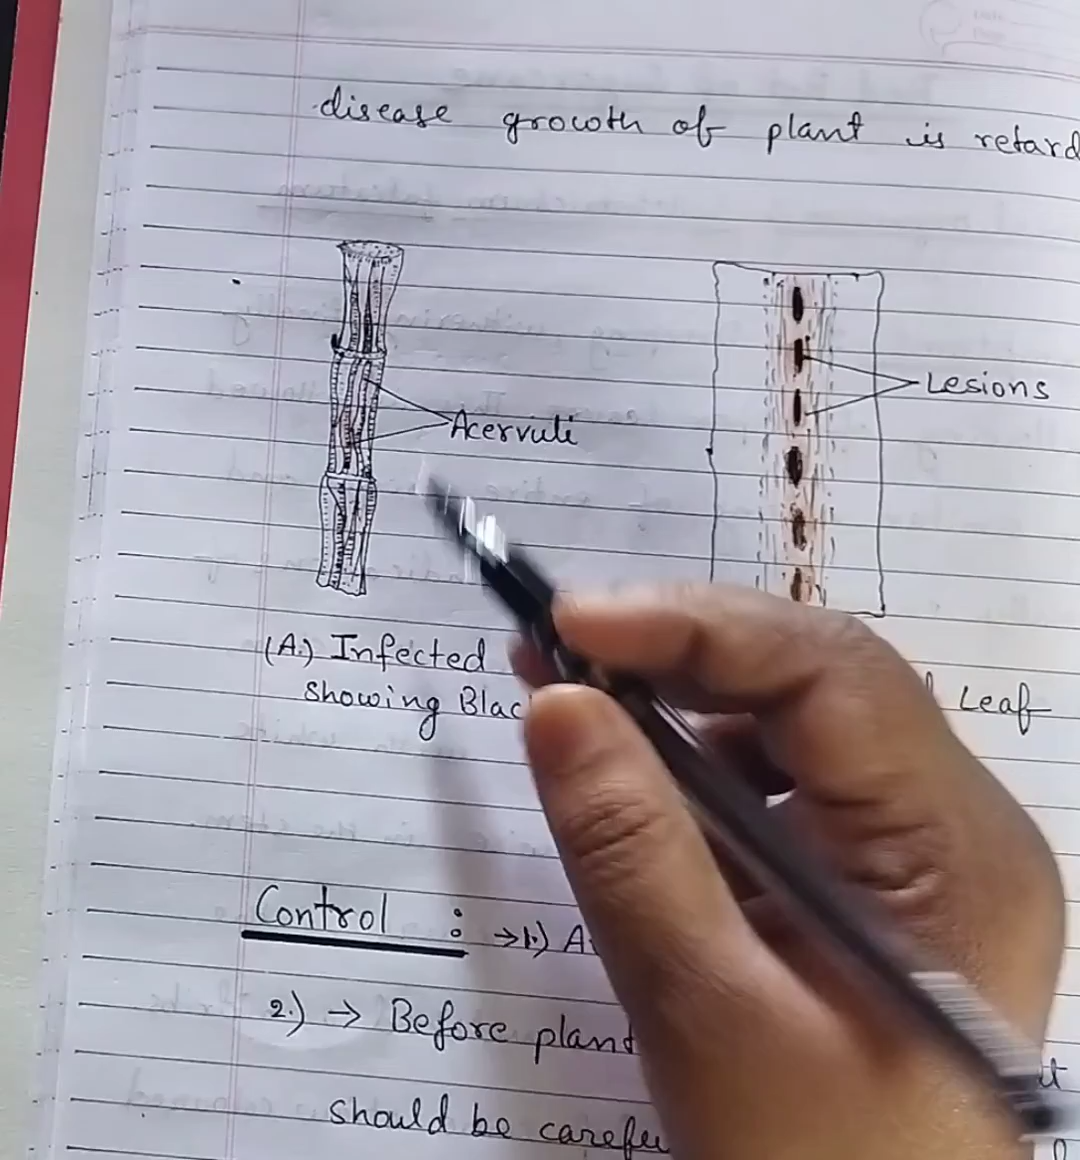 disease growth of plant is retard
Lesions
Acervuli
(A.) Infected
Showing Blac
Leaf
Control : → 1.) A
2.) → Before plant
should be carefu